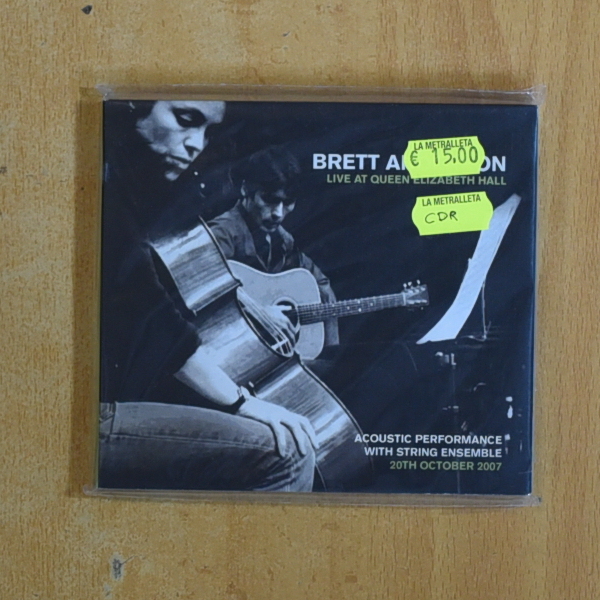 BRETT
LA METRALLETA
€ 15,00
LIVE AT QUEEN ELIZABETH HALL
LA METRALLETA
CDR
ACOUSTIC PERFORMANCE
WITH STRING ENSEMBLE
20TH OCTOBER 2007